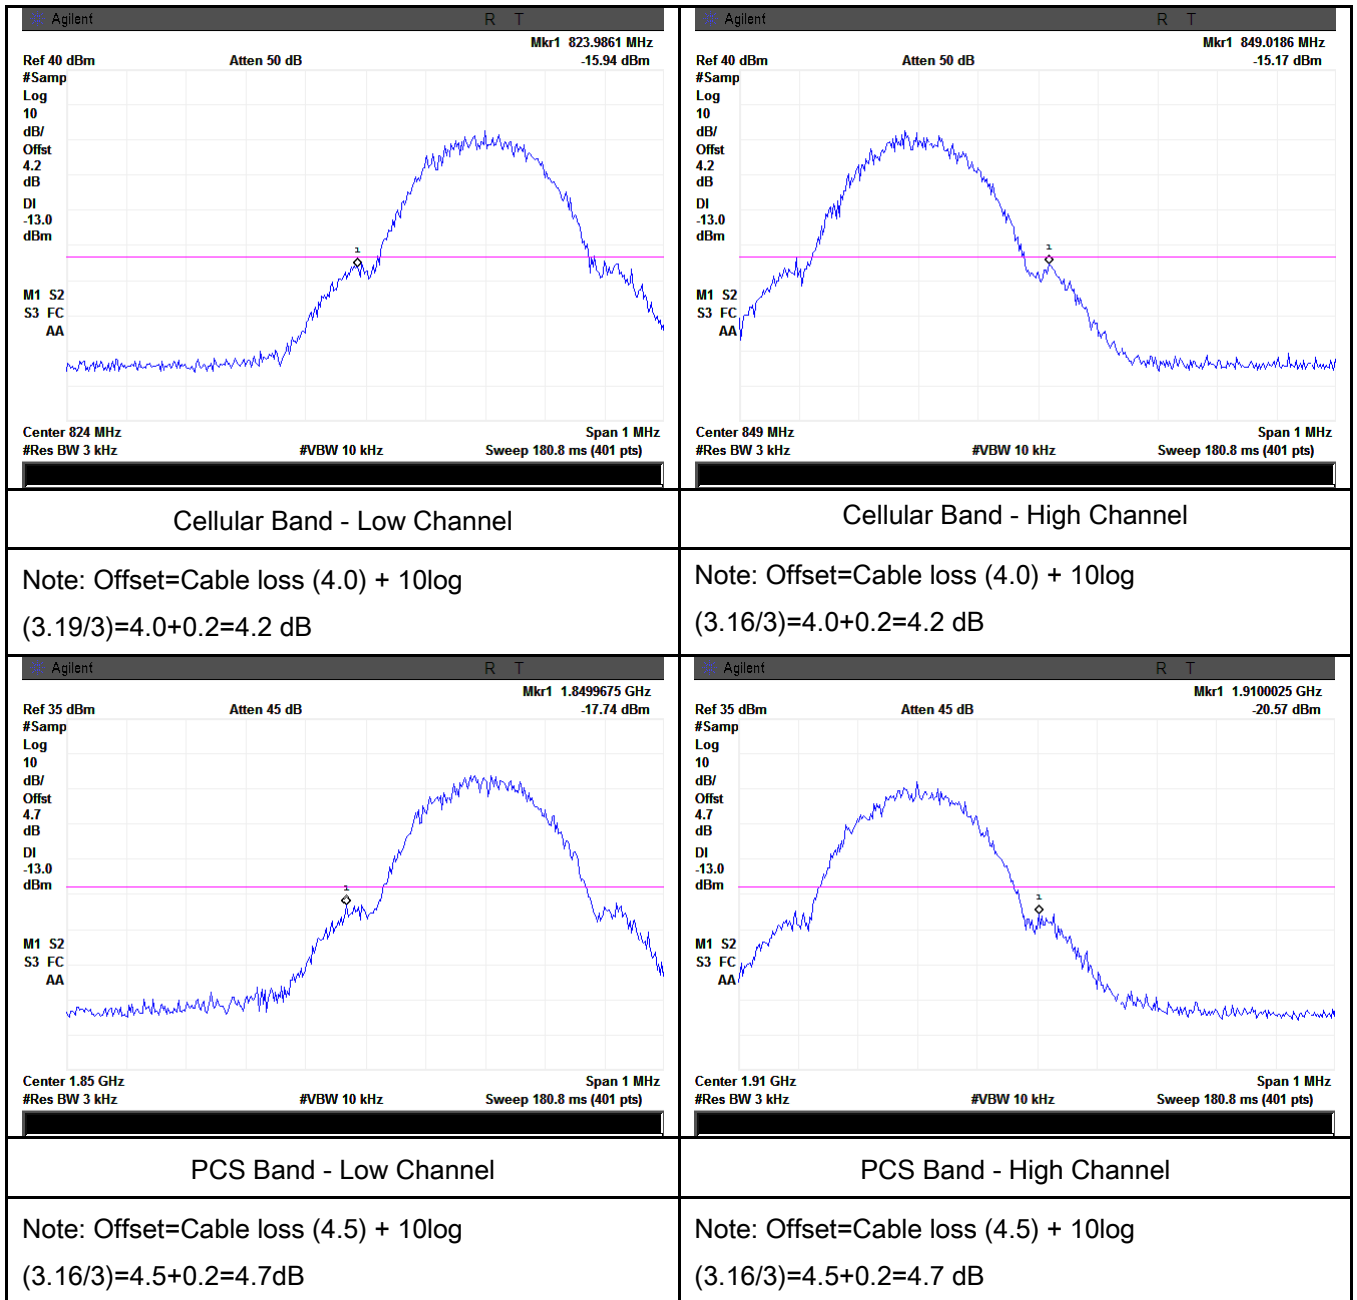 Agilent R T
Mkr1 823.9861 MHz
Ref 40 dBm Atten 50 dB -15.94 dBm
#Samp
Log
10
dB/
Offst
4.2
dB
DI
-13.0
dBm
1
M1 S2
S3 FC
AA
Center 824 MHz Span 1 MHz
#Res BW 3 kHz #VBW 10 kHz Sweep 180.8 ms (401 pts)
Agilent R T
Mkr1 849.0186 MHz
Ref 40 dBm Atten 50 dB -15.17 dBm
#Samp
Log
10
dB/
Offst
4.2
dB
DI
-13.0
dBm
1
M1 S2
S3 FC
AA
Center 849 MHz Span 1 MHz
#Res BW 3 kHz #VBW 10 kHz Sweep 180.8 ms (401 pts)
Cellular Band - Low Channel
Cellular Band - High Channel
Note: Offset=Cable loss (4.0) + 10log
(3.19/3)=4.0+0.2=4.2 dB
Note: Offset=Cable loss (4.0) + 10log
(3.16/3)=4.0+0.2=4.2 dB
Agilent R T
Mkr1 1.8499675 GHz
Ref 35 dBm Atten 45 dB -17.74 dBm
#Samp
Log
10
dB/
Offst
4.7
dB
DI
-13.0
dBm
1
M1 S2
S3 FC
AA
Center 1.85 GHz Span 1 MHz
#Res BW 3 kHz #VBW 10 kHz Sweep 180.8 ms (401 pts)
Agilent R T
Mkr1 1.9100025 GHz
Ref 35 dBm Atten 45 dB -20.57 dBm
#Samp
Log
10
dB/
Offst
4.7
dB
DI
-13.0
dBm
1
M1 S2
S3 FC
AA
Center 1.91 GHz Span 1 MHz
#Res BW 3 kHz #VBW 10 kHz Sweep 180.8 ms (401 pts)
PCS Band - Low Channel
PCS Band - High Channel
Note: Offset=Cable loss (4.5) + 10log
(3.16/3)=4.5+0.2=4.7dB
Note: Offset=Cable loss (4.5) + 10log
(3.16/3)=4.5+0.2=4.7 dB